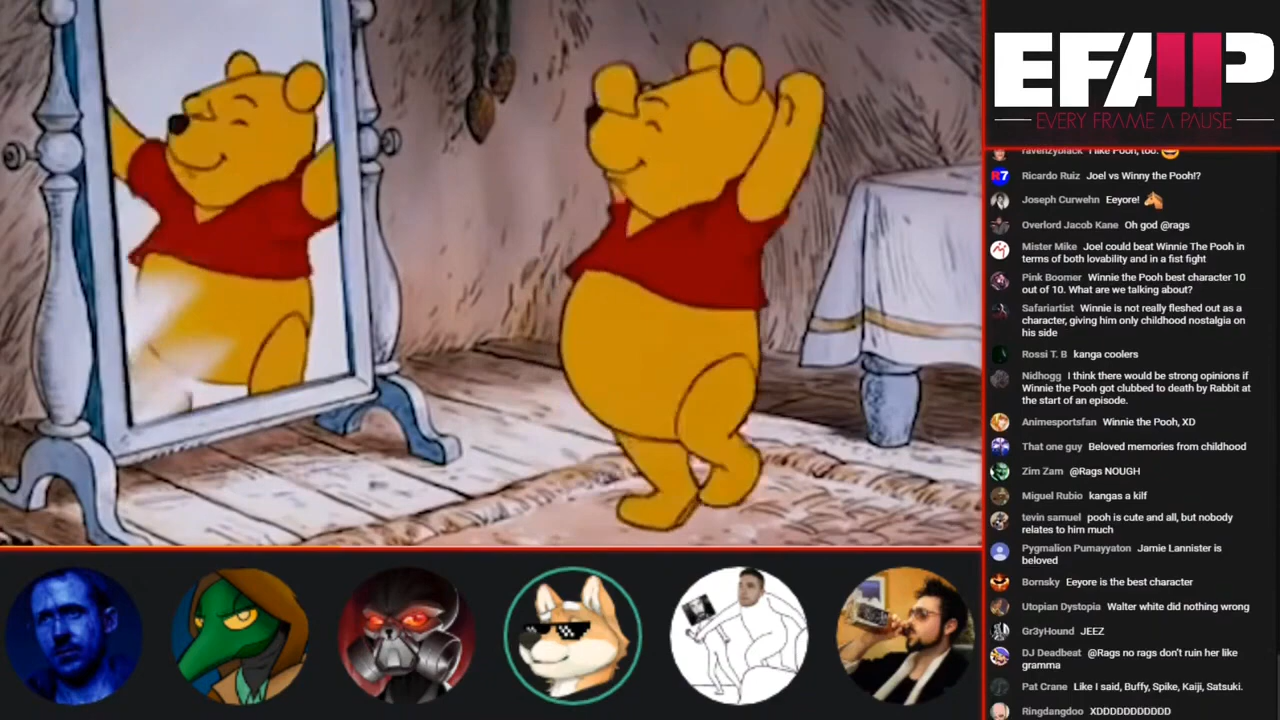 EFAP
EVERY FRAME A PAUSE
ravenzyblack I like Pooh, too. 😄
R7 Ricardo Ruiz Joel vs Winny the Pooh!?
Joseph Curwehn Eeyore! 🐴
Overlord Jacob Kane Oh god @rags
Mister Mike Joel could beat Winnie The Pooh in
terms of both lovability and in a fist fight
Pink Boomer Winnie the Pooh best character 10
out of 10. What are we talking about?
Safariartist Winnie is not really fleshed out as a
character, giving him only childhood nostalgia on
his side
Rossi T. B kanga coolers
Nidhogg I think there would be strong opinions if
Winnie the Pooh got clubbed to death by Rabbit at
the start of an episode.
Animesportsfan Winnie the Pooh, XD
That one guy Beloved memories from childhood
Zim Zam @Rags NOUGH
Miguel Rubio kangas a kilf
tevin samuel pooh is cute and all, but nobody
relates to him much
Pygmalion Pumayyaton Jamie Lannister is
beloved
Bornsky Eeyore is the best character
Utopian Dystopia Walter white did nothing wrong
Gr3yHound JEEZ
DJ Deadbeat @Rags no rags don't ruin her like
gramma
Pat Crane Like I said, Buffy, Spike, Kaiji, Satsuki.
Ringdangdoo XDDDDDDDDDDD